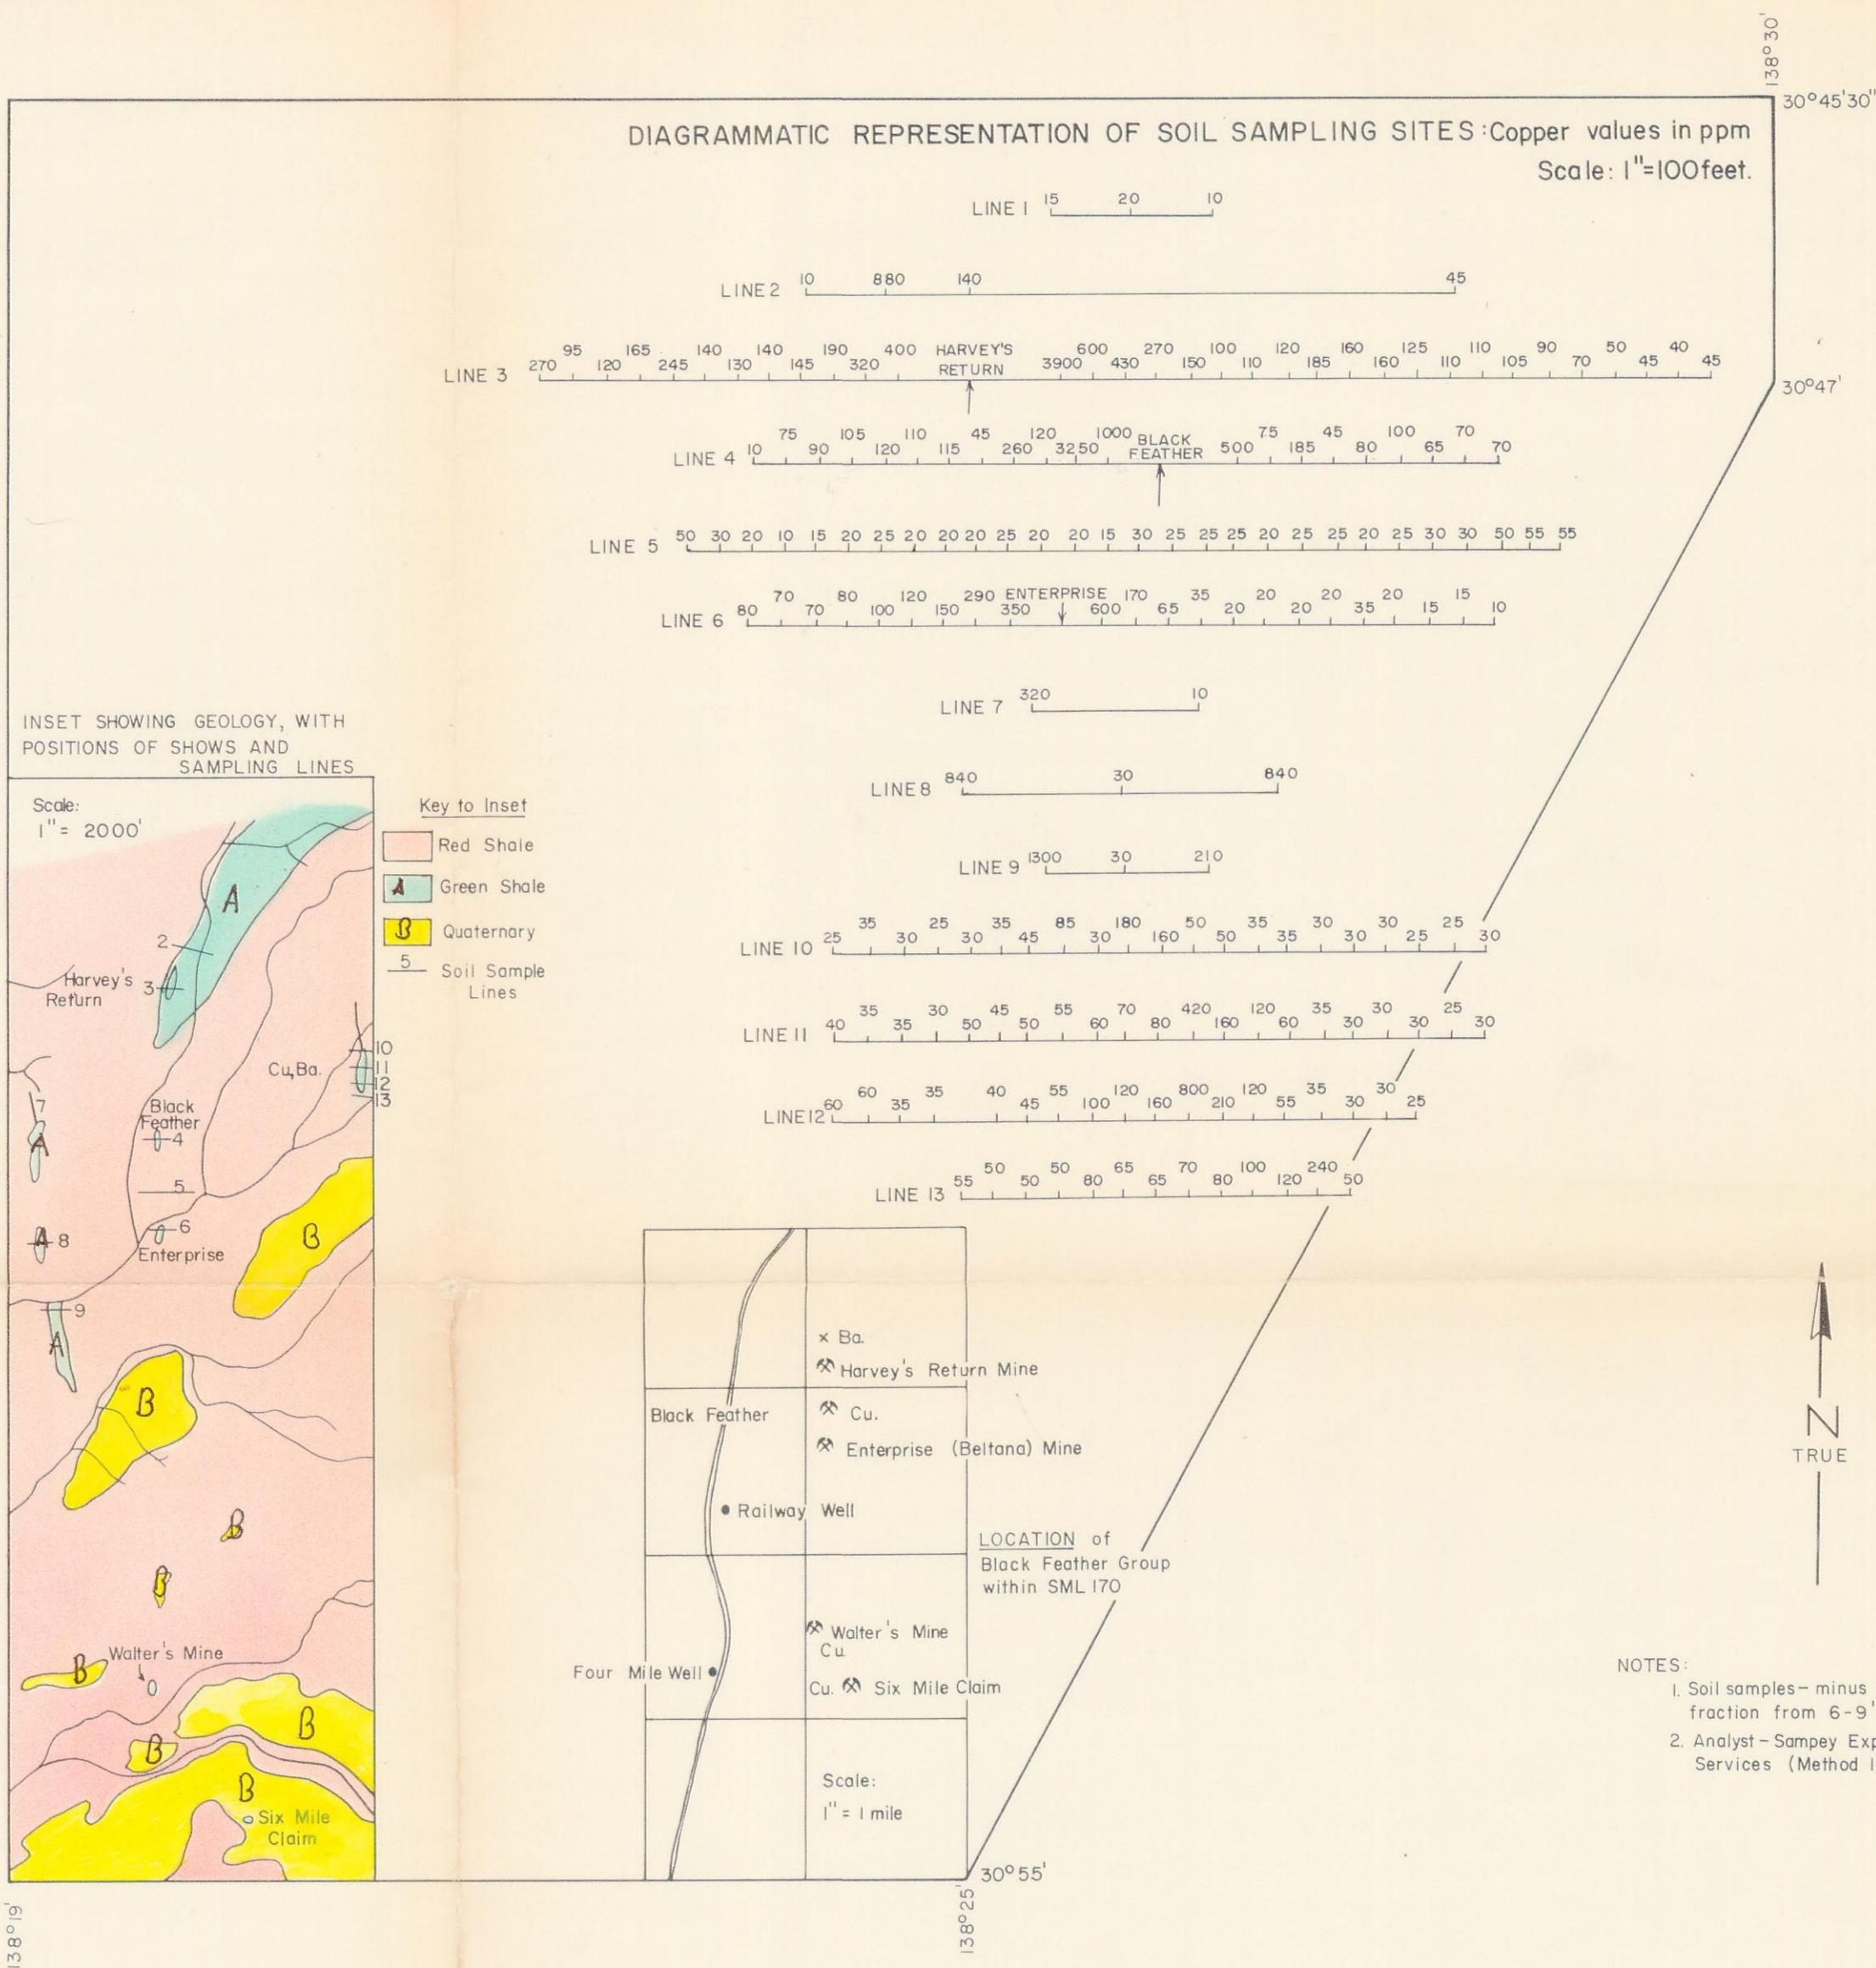 138°30'
30°45'30"
DIAGRAMMATIC REPRESENTATION OF SOIL SAMPLING SITES: Copper values in ppm
Scale: 1"=100 feet.
LINE 1 15 20 10
LINE 2 10 880 140 45
LINE 3 270 95 120 165 245 140 130 140 145 190 320 400 HARVEY'S RETURN 3900 600 430 270 150 100 110 120 185 160 160 125 110 110 105 90 70 50 45 40 45
30°47'
LINE 4 10 75 90 105 120 110 115 45 260 120 3250 1000 BLACK FEATHER 500 75 185 45 80 100 65 70 70
LINE 5 50 30 20 10 15 20 25 20 20 20 25 20 20 15 30 25 25 25 20 25 25 20 25 30 30 50 55 55
LINE 6 80 70 70 80 100 120 150 290 350 ENTERPRISE 600 170 65 35 20 20 20 20 35 20 15 15 10
LINE 7 320 10
LINE 8 840 30 840
LINE 9 1300 30 210
LINE 10 25 35 30 25 30 35 45 85 30 180 160 50 50 35 35 30 30 30 25 25 30
LINE 11 40 35 35 30 50 45 50 55 60 70 80 420 160 120 60 35 30 30 30 25 30
LINE 12 60 60 35 35 40 45 55 100 120 160 800 210 120 55 35 30 30 25
LINE 13 55 50 50 50 80 65 65 70 80 100 120 240 50
INSET SHOWING GEOLOGY, WITH
POSITIONS OF SHOWS AND
SAMPLING LINES
Scale:
1" = 2000'
Key to Inset
Red Shale
A Green Shale
B Quaternary
5 Soil Sample
Lines
A
2
Harvey's
Return
3
10
Cu,Ba.
11
12
13
7
Black
Feather
4
A
5
6
A
8
Enterprise
B
9
A
B
B
B
Walter's Mine
B
B
B
B
Six Mile
Claim
x Ba.
Harvey's Return Mine
Black Feather
Cu.
Enterprise (Beltana) Mine
Railway Well
LOCATION of
Black Feather Group
within SML 170
Walter's Mine
Cu
Four Mile Well
Cu. Six Mile Claim
Scale:
1" = 1 mile
30°55'
138°25'
138°19'
N
TRUE
NOTES:
1. Soil samples – minus
fraction from 6-9"
2. Analyst – Sampey Exp
Services (Method 1